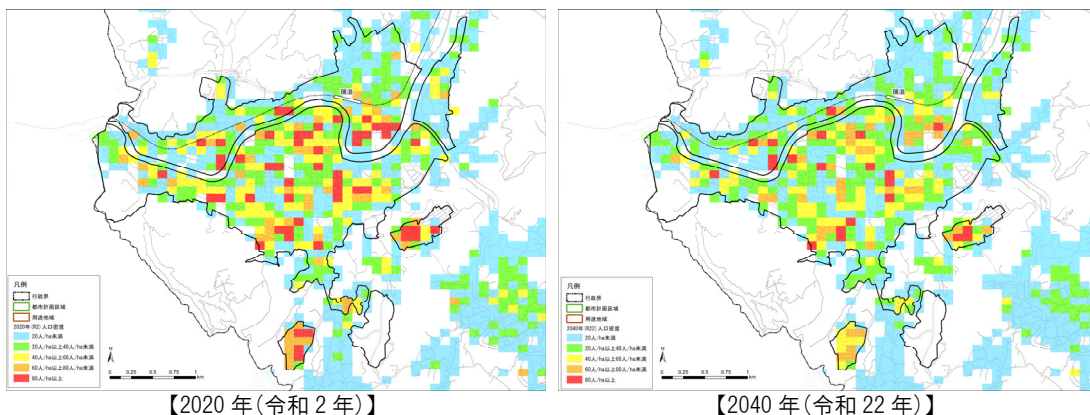 瑞浪
凡例
行政界
都市計画区域
用途地域
2020年(R2)人口密度
20人/ha未満
20人/ha以上40人/ha未満
40人/ha以上60人/ha未満
60人/ha以上80人/ha未満
80人/ha以上
N
0 0.25 0.5 1
km
【2020 年(令和 2 年)】
瑞浪
凡例
行政界
都市計画区域
用途地域
2040年(R22)人口密度
20人/ha未満
20人/ha以上40人/ha未満
40人/ha以上60人/ha未満
60人/ha以上80人/ha未満
80人/ha以上
N
0 0.25 0.5 1
km
【2040 年(令和 22 年)】